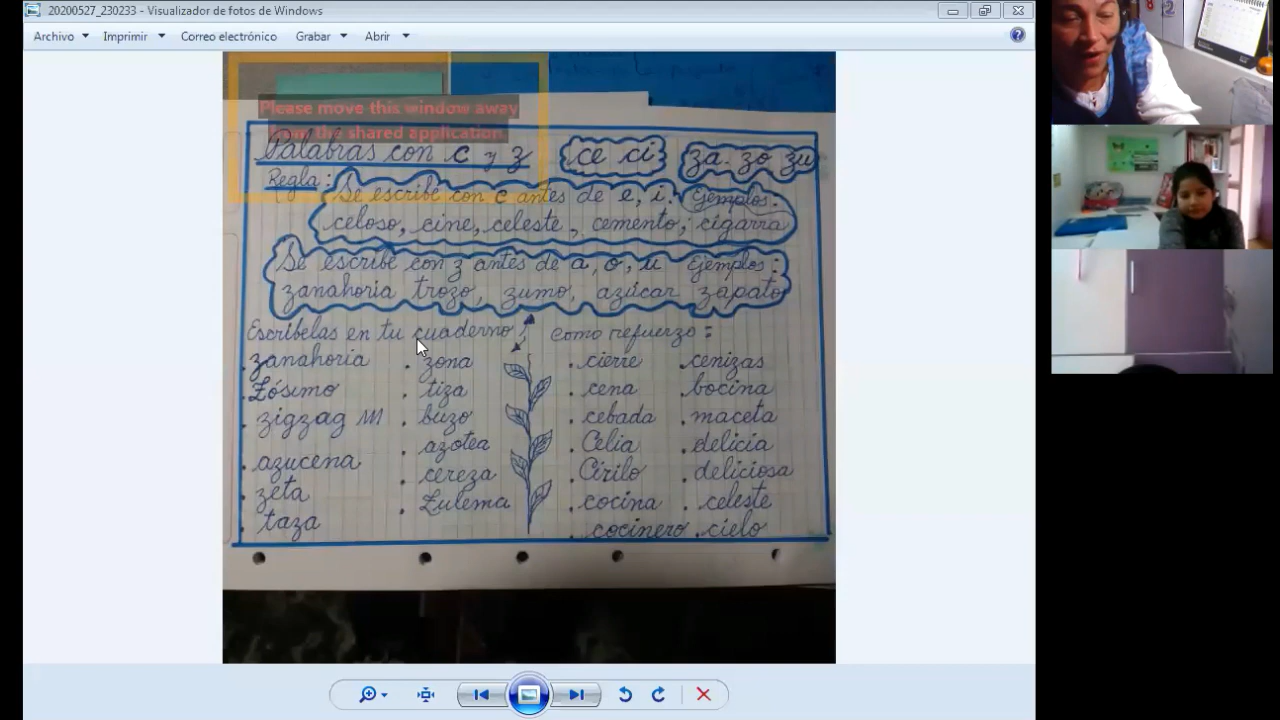 20200527_230233 - Visualizador de fotos de Windows
Archivo Imprimir Correo electrónico Grabar Abrir
Please move this window away
from the shared application.
Palabras con c y z ce ci za. zo zu
Regla: Se escribe con c antes de e, i. Ejemplos:
celoso, cine, celeste, cemento, cigarra
Se escribe con z antes de a, o, u Ejemplos:
zanahoria trozo, zumo, azúcar zapato
Escríbelas en tu cuaderno como refuerzo:
. zanahoria . zona . cierre . cenizas
. Zósimo . tiza . cena . bocina
. zigzag . buzo . cebada . maceta
. azucena . azotea . Celia . delicia
. zeta . cereza . Cirilo . deliciosa
. taza . Zulema . cocina . celeste
. cocinero . cielo